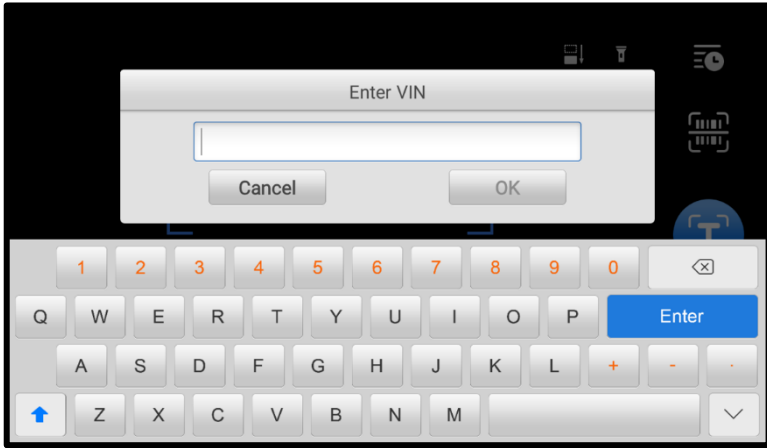 Enter VIN
Cancel OK
1 2 3 4 5 6 7 8 9 0
Q W E R T Y U I O P Enter
A S D F G H J K L + - .
Z X C V B N M
T